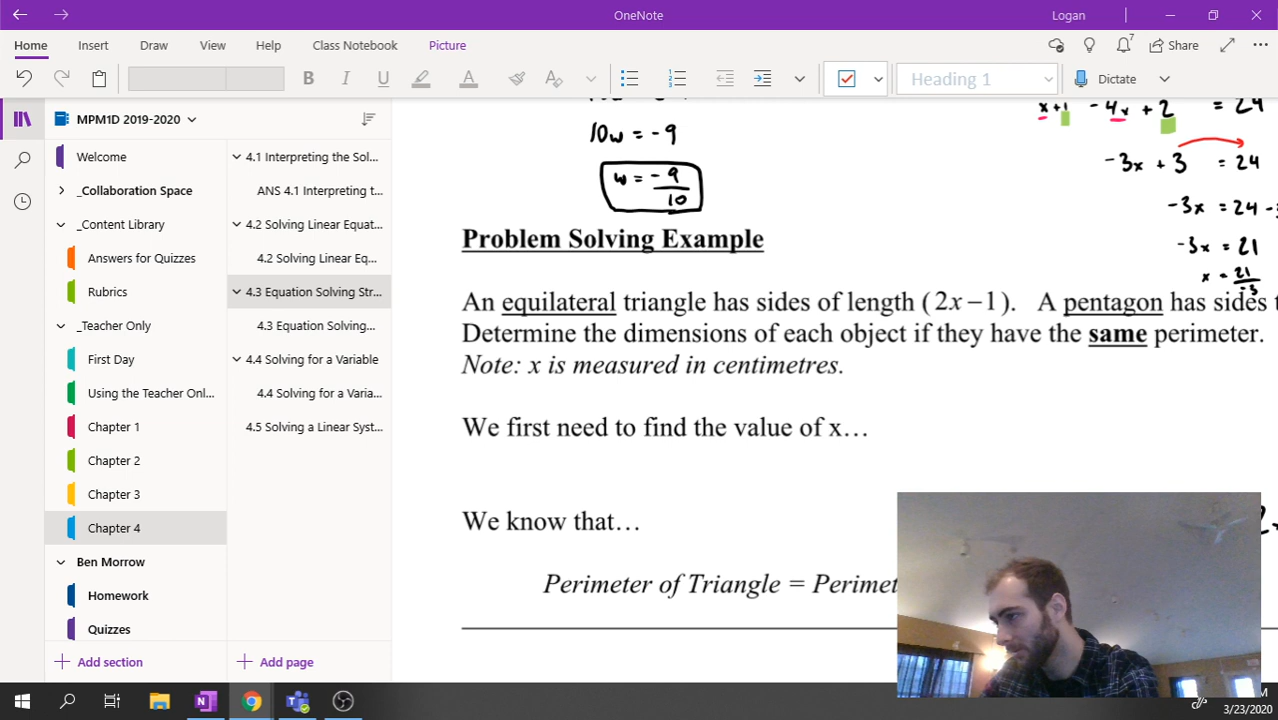 OneNote
Logan
Home Insert Draw View Help Class Notebook Picture
7
Share
B I U A
Heading 1
Dictate
MPM1D 2019-2020
Welcome
_Collaboration Space
_Content Library
Answers for Quizzes
Rubrics
_Teacher Only
First Day
Using the Teacher Onl...
Chapter 1
Chapter 2
Chapter 3
Chapter 4
Ben Morrow
Homework
Quizzes
Add section
4.1 Interpreting the Sol...
ANS 4.1 Interpreting t...
4.2 Solving Linear Equat...
4.2 Solving Linear Eq...
4.3 Equation Solving Str...
4.3 Equation Solving...
4.4 Solving for a Variable
4.4 Solving for a Varia...
4.5 Solving a Linear Syst...
Add page
10w = -9
w = -9/10
x+1 - 4x + 2 = 24
-3x + 3 = 24
-3x = 24 -
-3x = 21
x = 21/-3
Problem Solving Example
An equilateral triangle has sides of length (2x−1). A pentagon has sides
Determine the dimensions of each object if they have the same perimeter.
Note: x is measured in centimetres.
We first need to find the value of x…
We know that…
Perimeter of Triangle = Perimet
3/23/2020